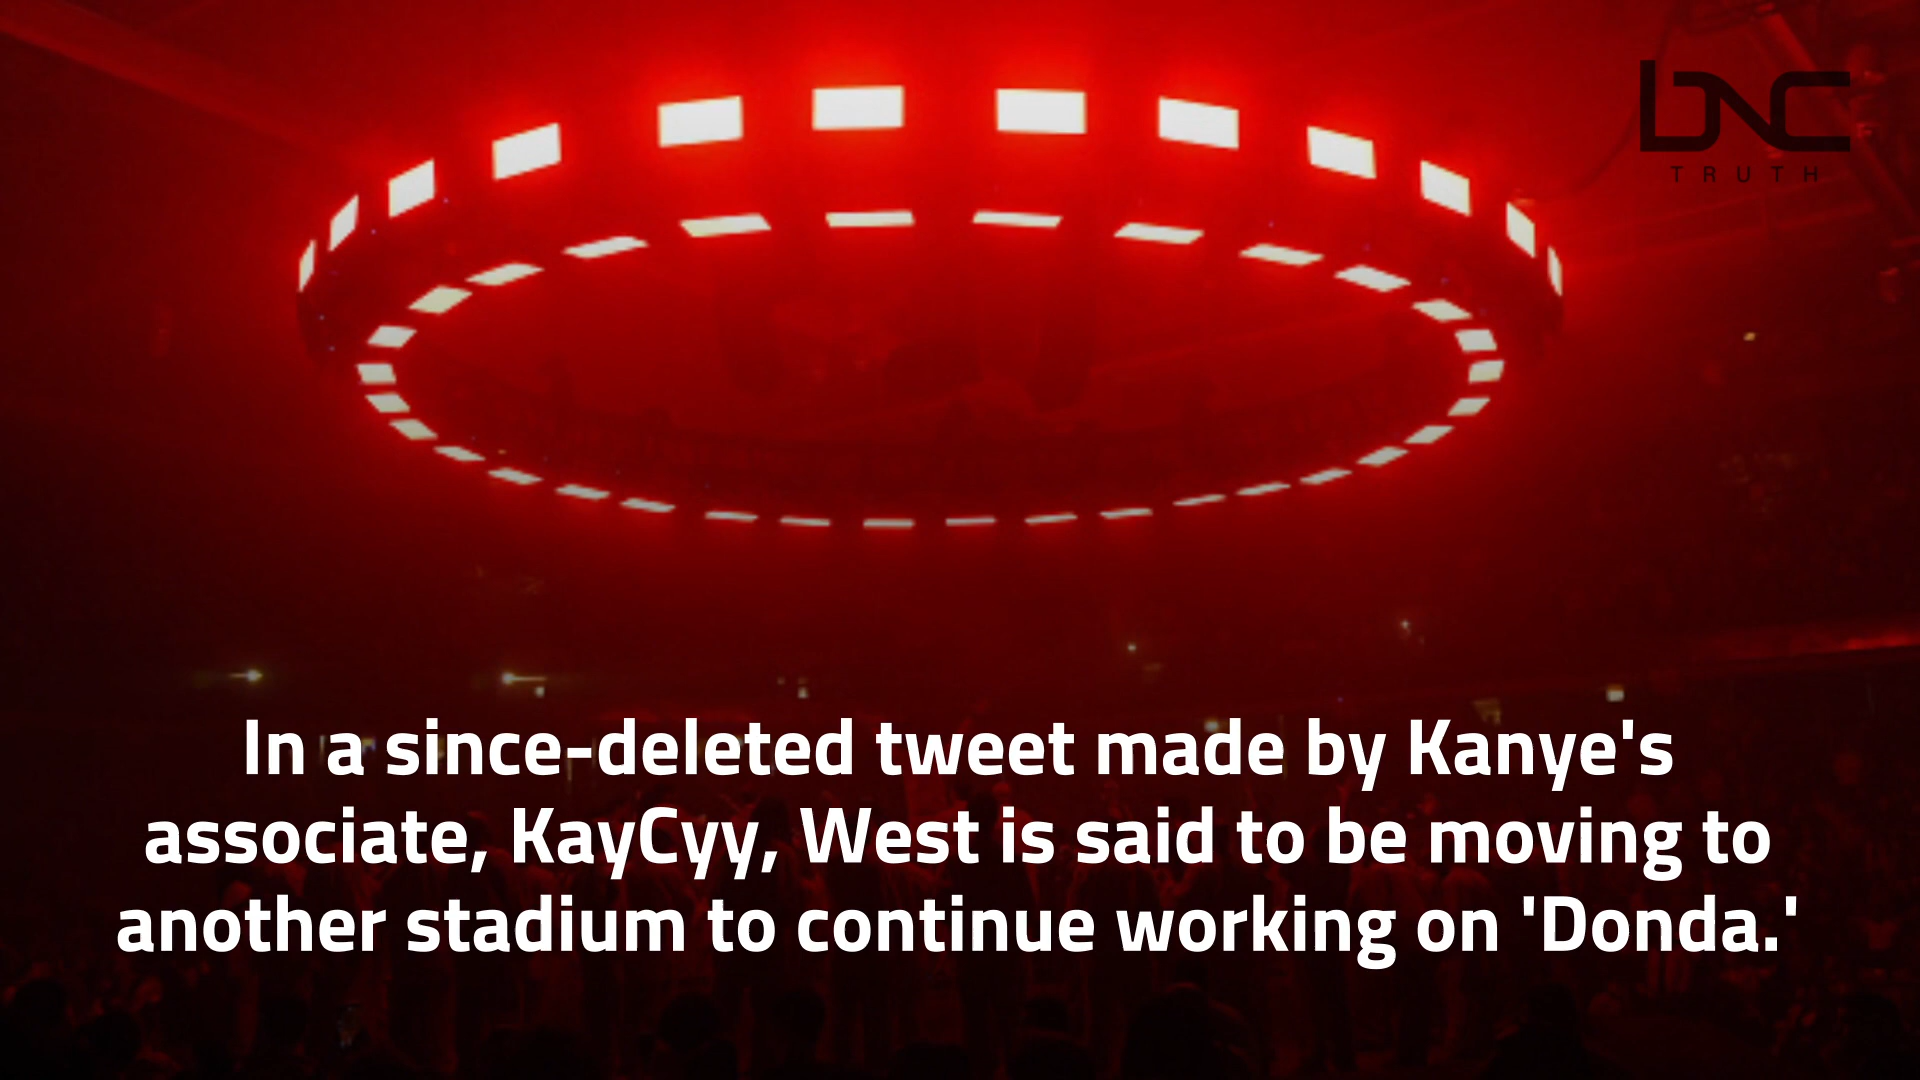 bNC
TRUTH
In a since-deleted tweet made by Kanye's
associate, KayCyy, West is said to be moving to
another stadium to continue working on 'Donda.'